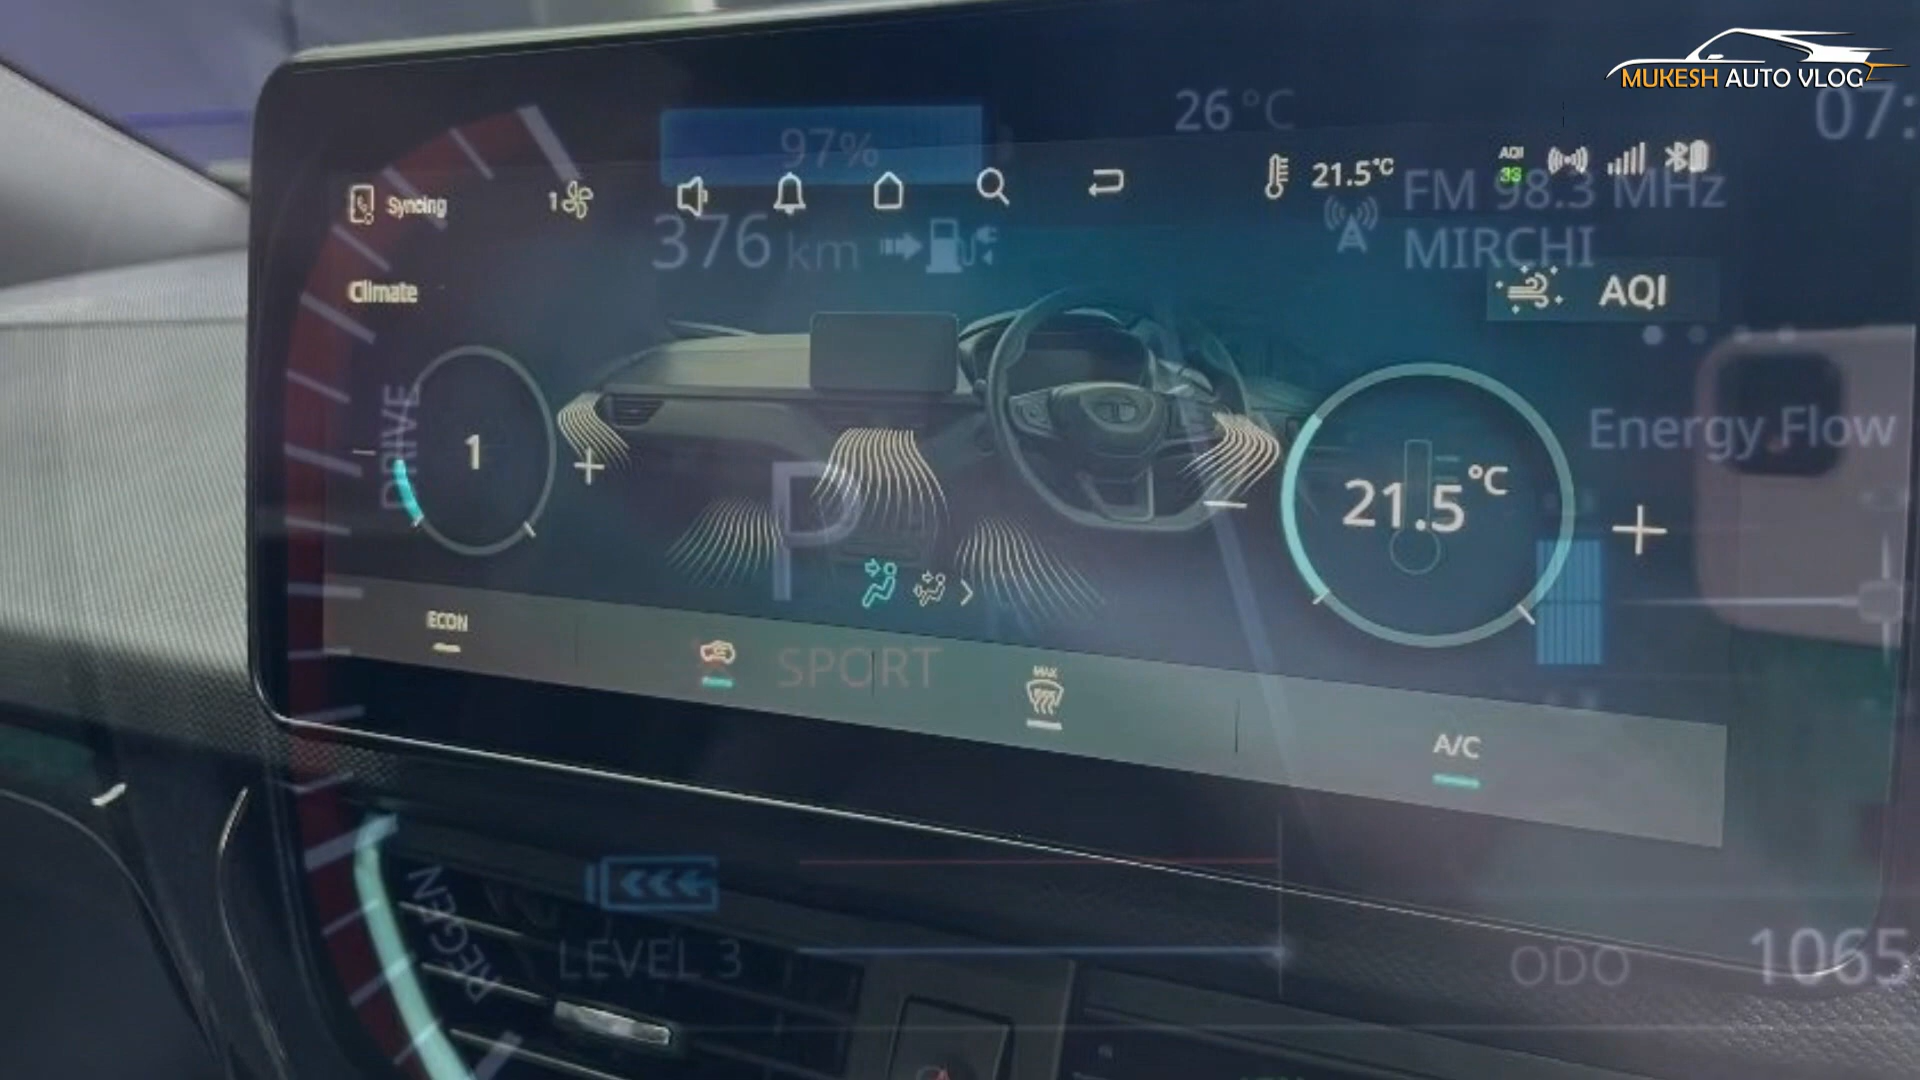 MUKESH AUTO VLOG
26°C
07:
97%
Syncing
1
21.5°C
AQI
33
FM 98.3 MHz
MIRCHI
376 km
Climate
AQI
Energy Flow
DRIVE
1
21.5°C
P
ECON
SPORT
MAX
A/C
REGEN
LEVEL 3
ODO
1065